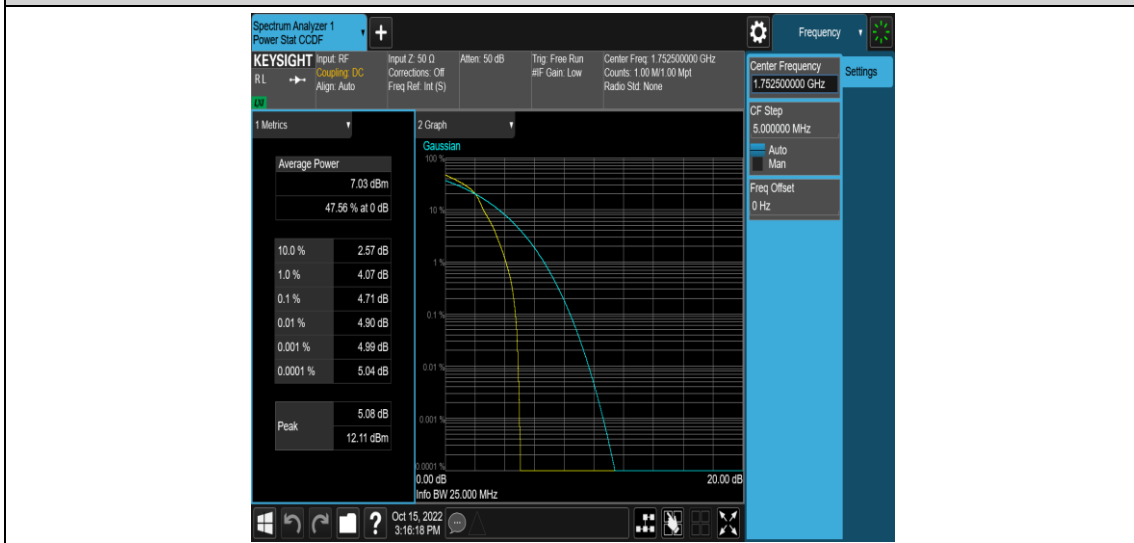 Spectrum Analyzer 1
Power Stat CCDF
+
Frequency
KEYSIGHT
RL
Input: RF
Coupling: DC
Align: Auto
Input Z: 50 Ω
Corrections: Off
Freq Ref: Int (S)
Atten: 50 dB
Trig: Free Run
#IF Gain: Low
Center Freq: 1.752500000 GHz
Counts: 1.00 M/1.00 Mpt
Radio Std: None
Center Frequency
1.752500000 GHz
Settings
CF Step
5.000000 MHz
Auto
Man
Freq Offset
0 Hz
1 Metrics
Average Power
7.03 dBm
47.56 % at 0 dB
10.0 % 2.57 dB
1.0 % 4.07 dB
0.1 % 4.71 dB
0.01 % 4.90 dB
0.001 % 4.99 dB
0.0001 % 5.04 dB
Peak
5.08 dB
12.11 dBm
2 Graph
Gaussian
100 %
10 %
1 %
0.1 %
0.01 %
0.001 %
0.0001 %
0.00 dB 20.00 dB
Info BW 25.000 MHz
?
Oct 15, 2022
3:16:18 PM